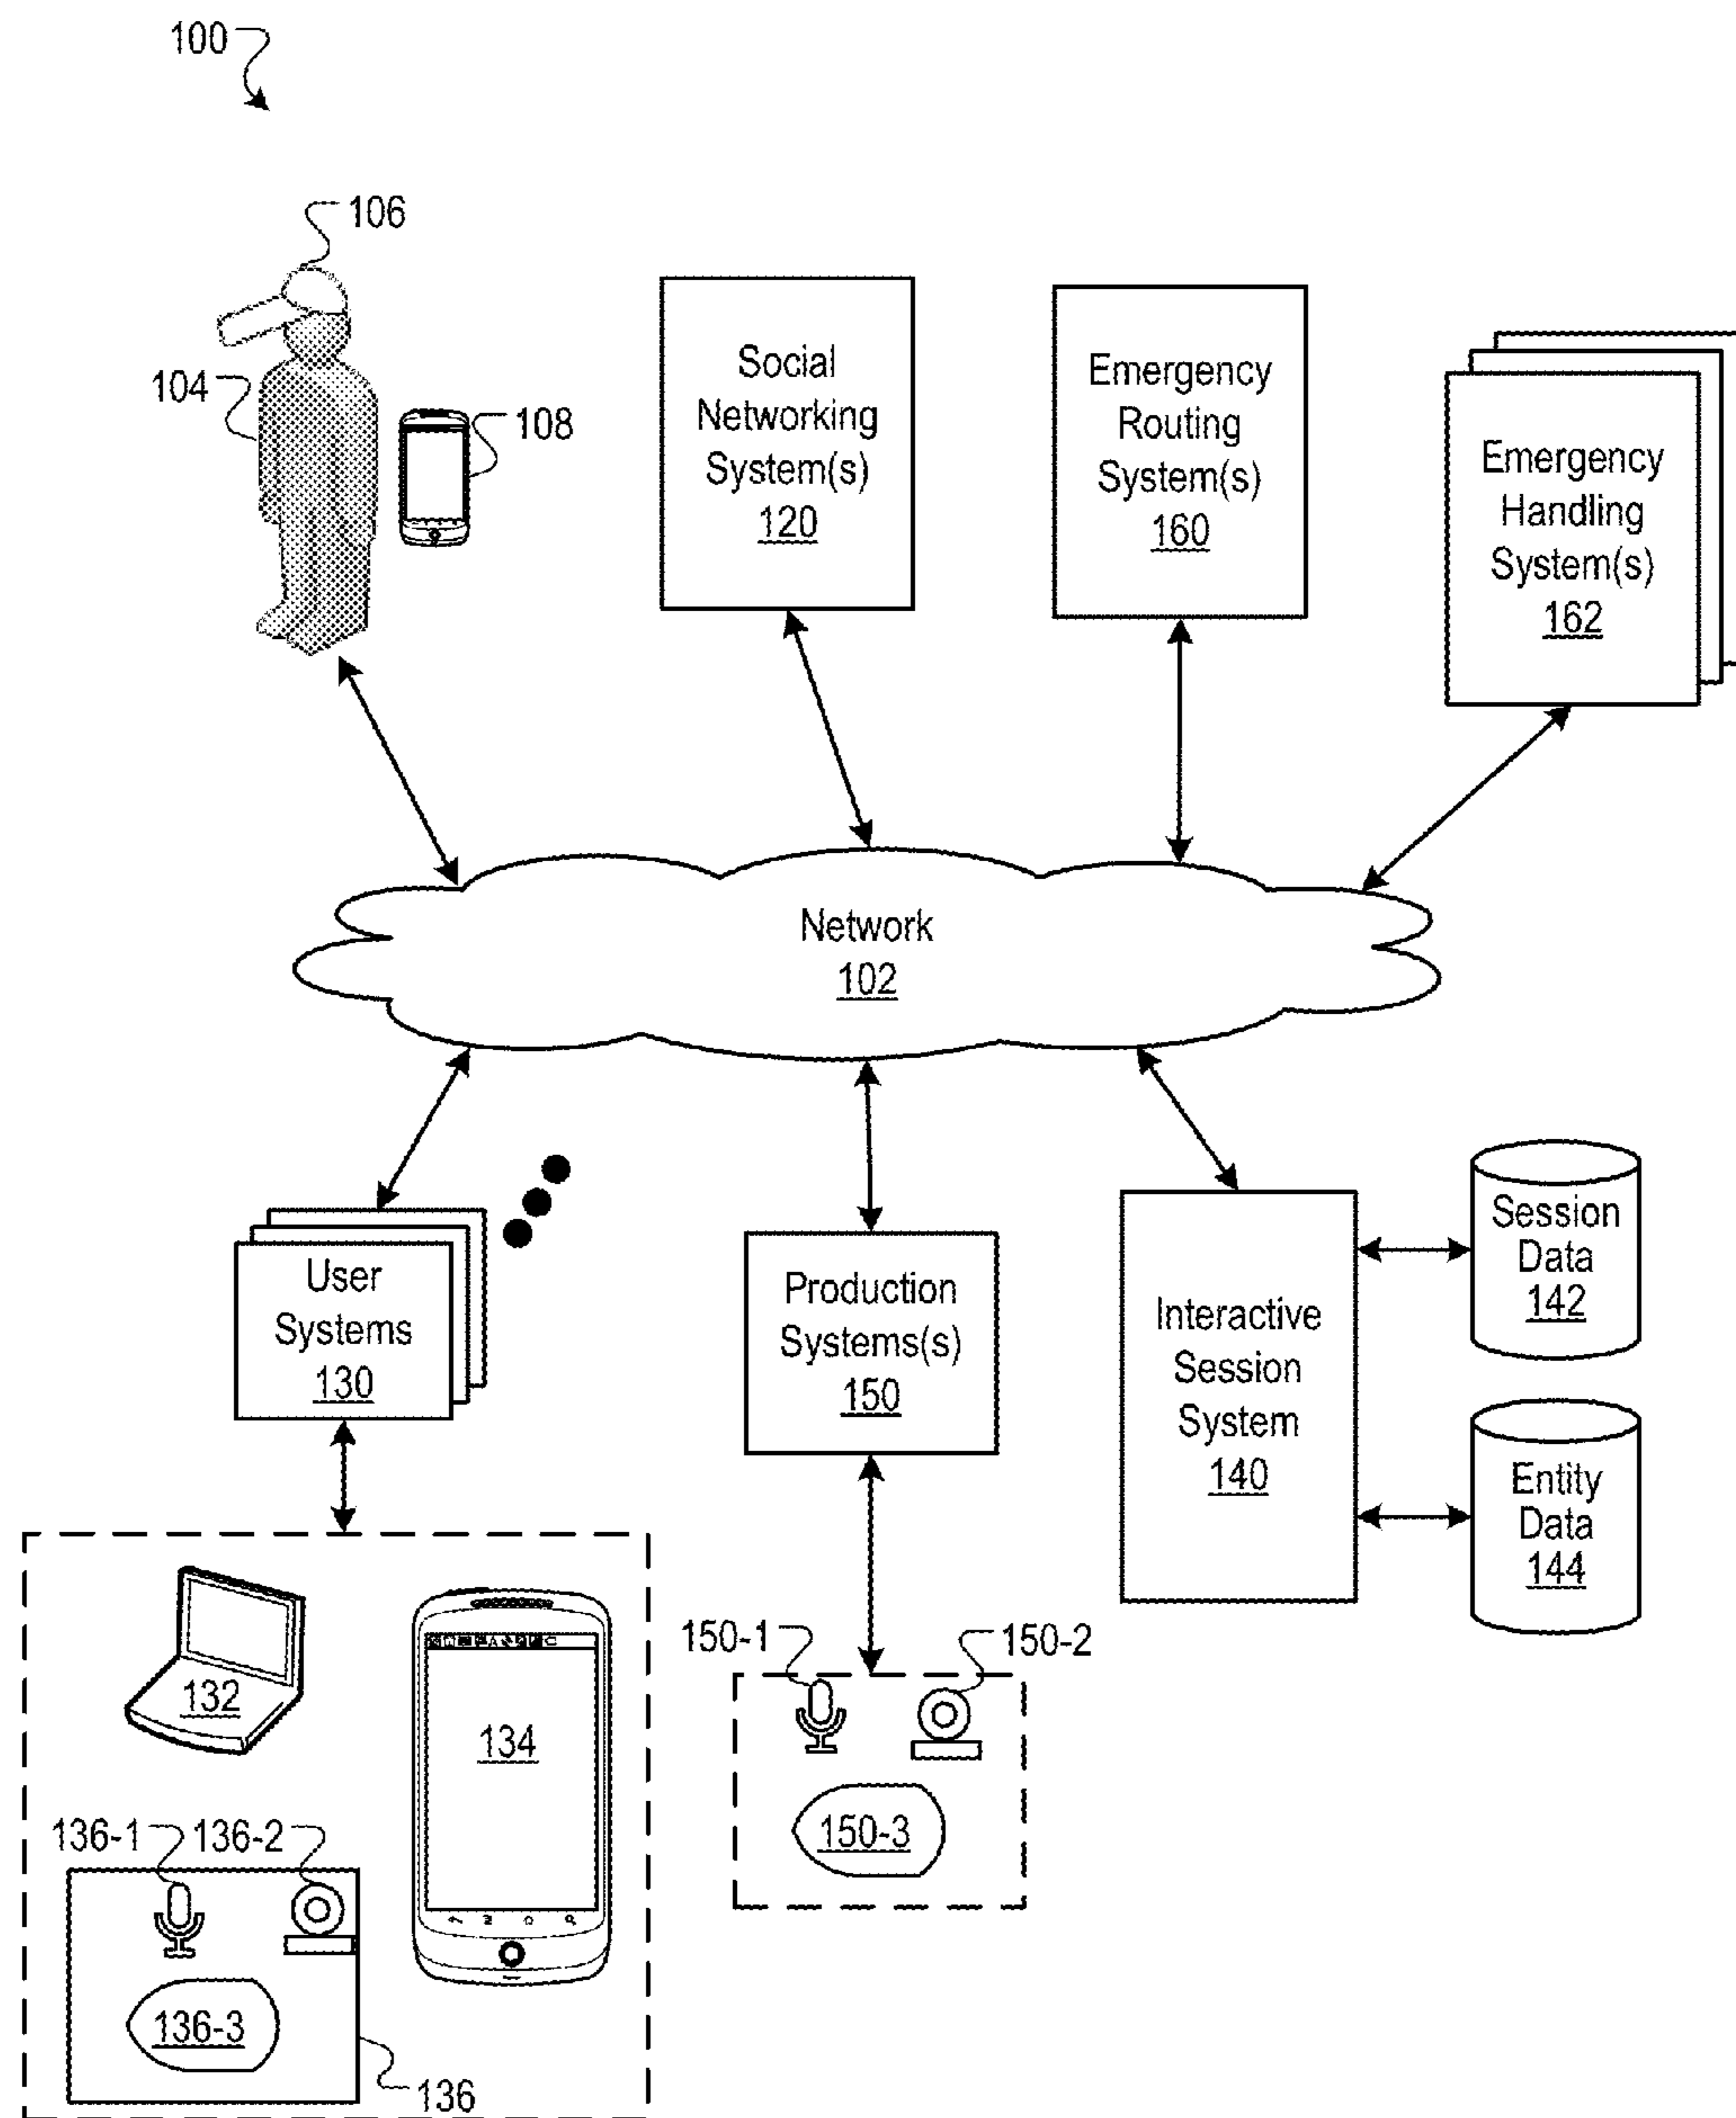 100
106
104
108
Social
Networking
System(s)
120
Emergency
Routing
System(s)
160
Emergency
Handling
System(s)
162
Network
102
User
Systems
130
Production
Systems(s)
150
Interactive
Session
System
140
Session
Data
142
Entity
Data
144
132
134
136-1
136-2
136-3
136
150-1
150-2
150-3